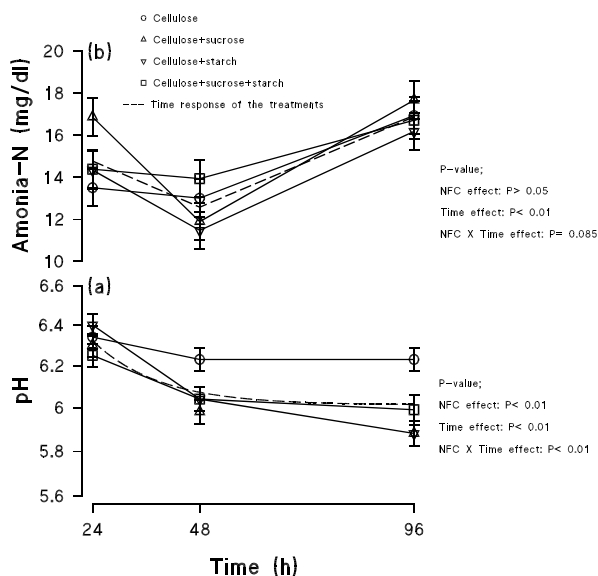 Cellulose
Cellulose+sucrose
Cellulose+starch
Cellulose+sucrose+starch
Time response of the treatments
(b)
Amonia-N (mg/dl)
20
18
16
14
12
10
P-value;
NFC effect: P> 0.05
Time effect: P< 0.01
NFC X Time effect: P= 0.085
(a)
pH
6.6
6.4
6.2
6
5.8
5.6
P-value;
NFC effect: P< 0.01
Time effect: P< 0.01
NFC X Time effect: P< 0.01
24 48 96
Time (h)